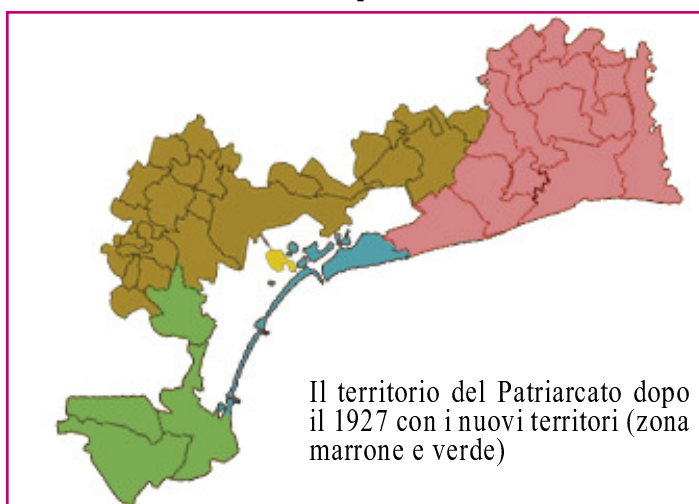 Il territorio del Patriarcato dopo
il 1927 con i nuovi territori (zona
marrone e verde)